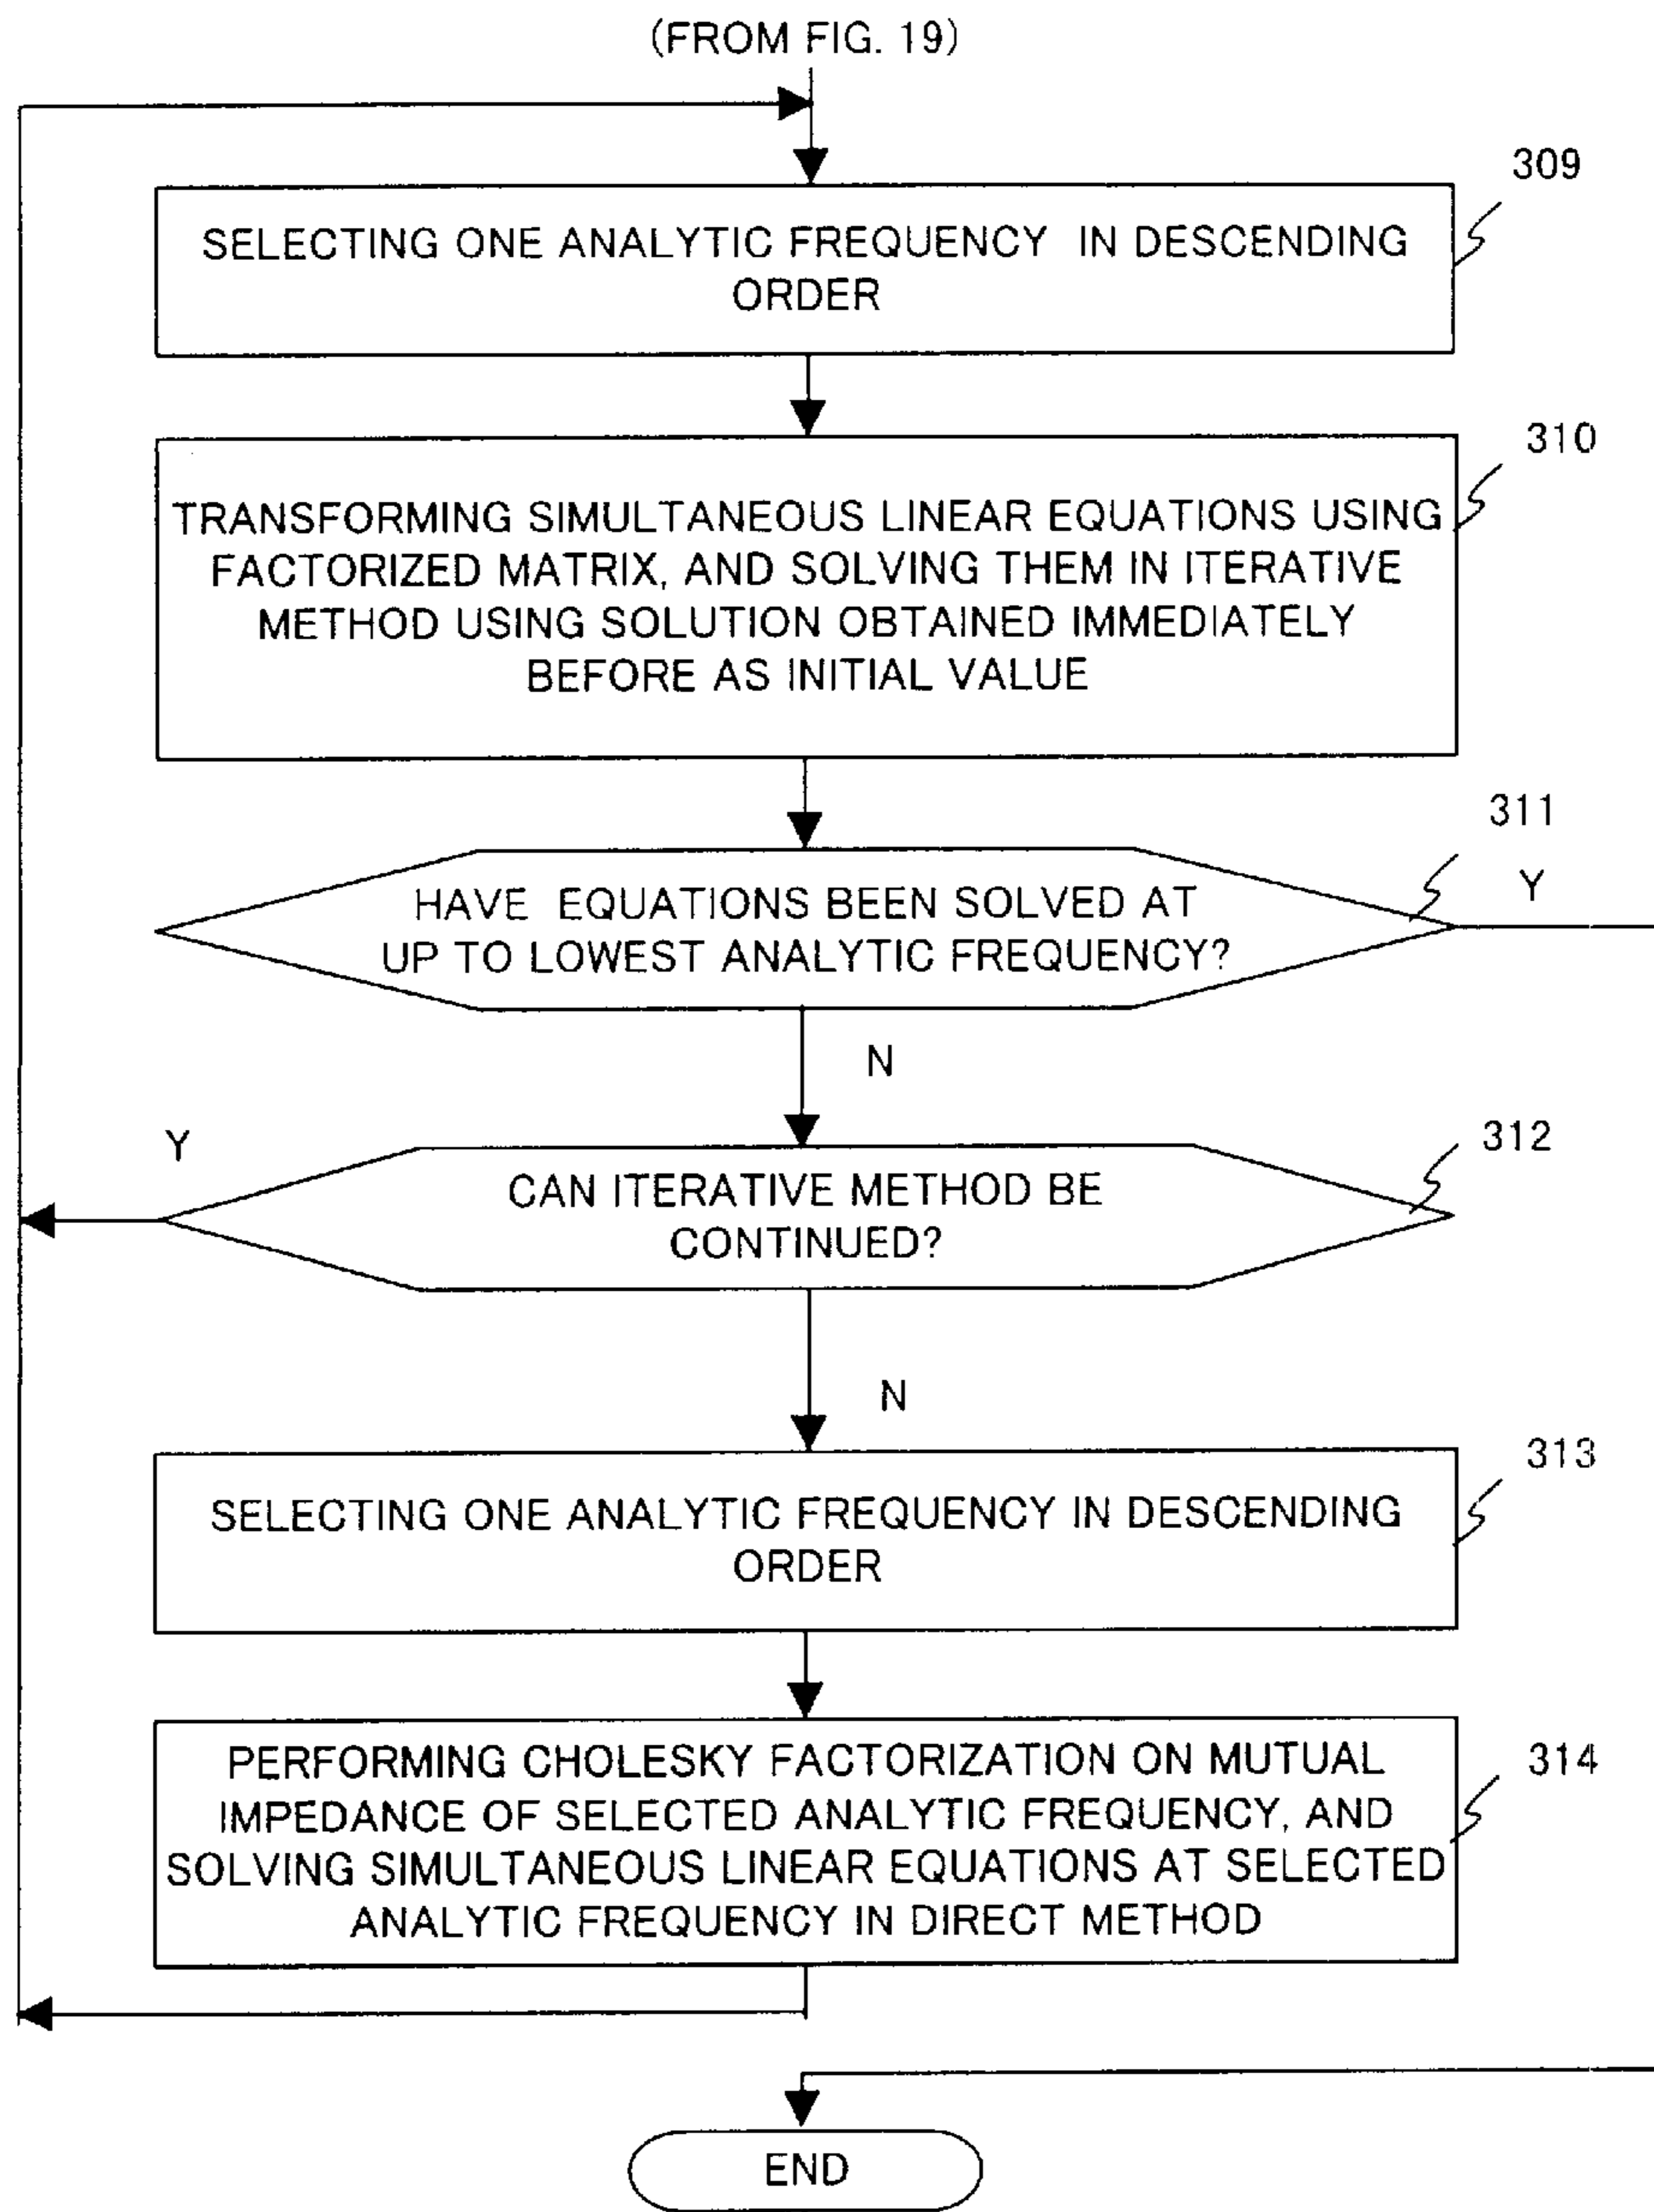 (FROM FIG. 19)
309
SELECTING ONE ANALYTIC FREQUENCY IN DESCENDING
ORDER
310
TRANSFORMING SIMULTANEOUS LINEAR EQUATIONS USING
FACTORIZED MATRIX, AND SOLVING THEM IN ITERATIVE
METHOD USING SOLUTION OBTAINED IMMEDIATELY
BEFORE AS INITIAL VALUE
311
Y
HAVE EQUATIONS BEEN SOLVED AT
UP TO LOWEST ANALYTIC FREQUENCY?
N
Y
312
CAN ITERATIVE METHOD BE
CONTINUED?
N
313
SELECTING ONE ANALYTIC FREQUENCY IN DESCENDING
ORDER
314
PERFORMING CHOLESKY FACTORIZATION ON MUTUAL
IMPEDANCE OF SELECTED ANALYTIC FREQUENCY, AND
SOLVING SIMULTANEOUS LINEAR EQUATIONS AT SELECTED
ANALYTIC FREQUENCY IN DIRECT METHOD
END